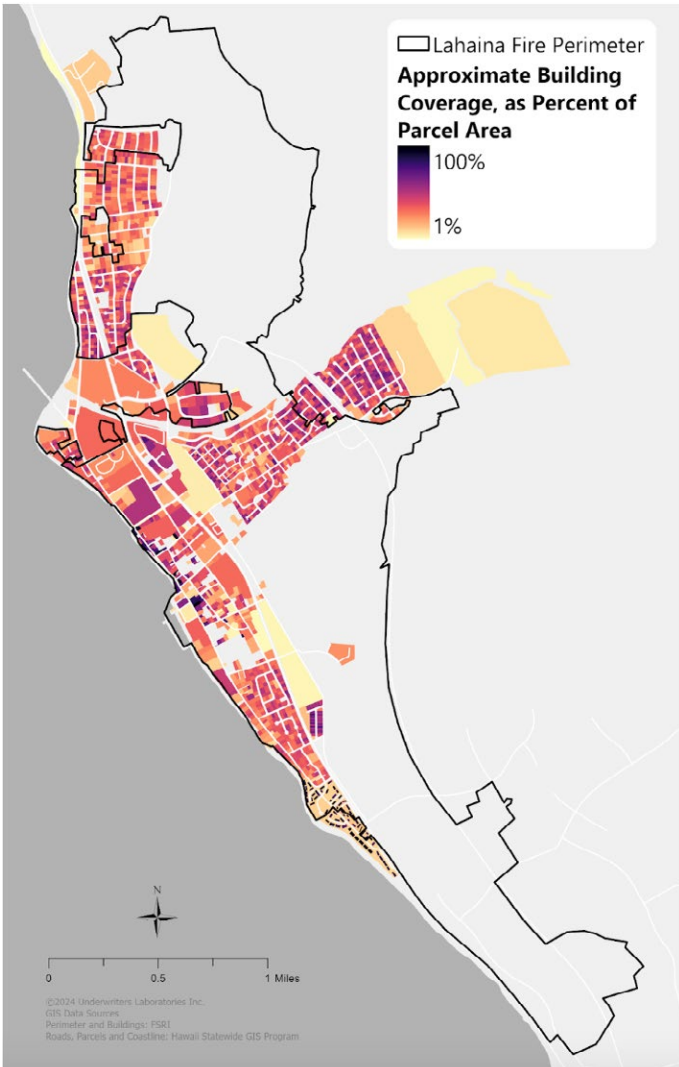 Lahaina Fire Perimeter
Approximate Building
Coverage, as Percent of
Parcel Area
100%
1%
N
0 0.5 1 Miles
©2024 Underwriters Laboratories Inc.
GIS Data Sources
Perimeter and Buildings: FSRI
Roads, Parcels and Coastline: Hawaii Statewide GIS Program